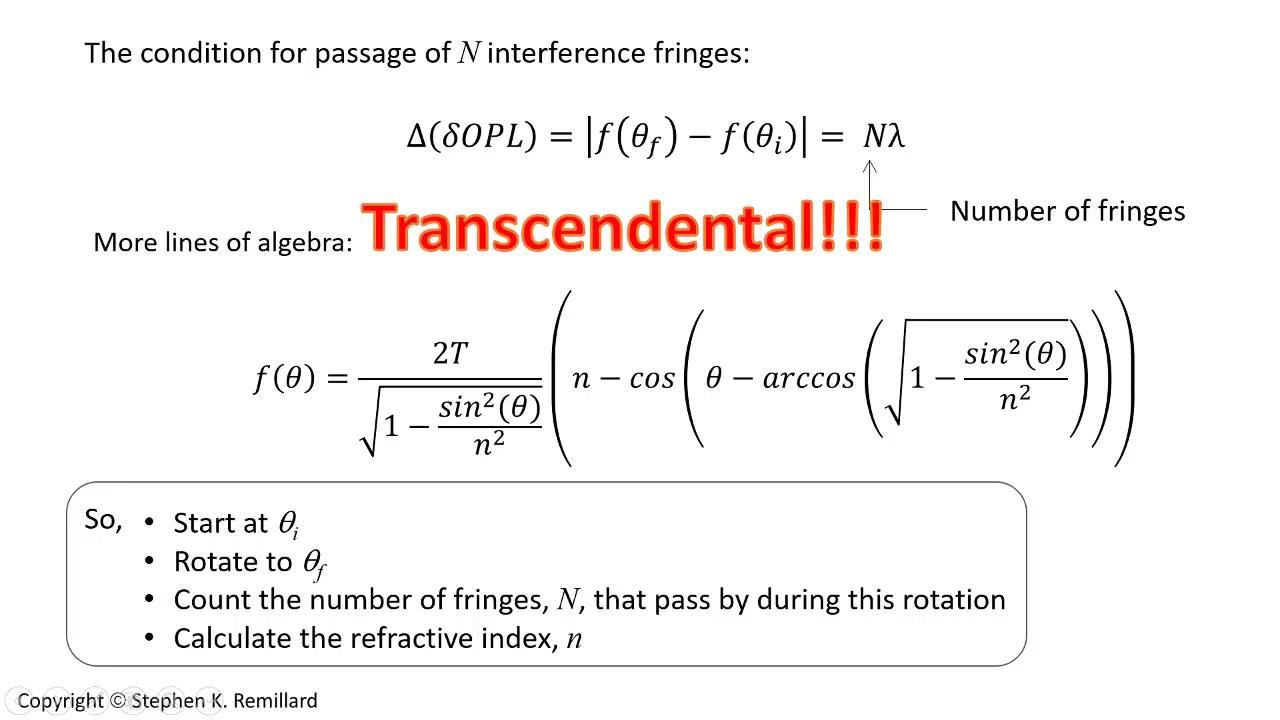 The condition for passage of N interference fringes:
Δ(δOPL) = |f(θ_f) − f(θ_i)| = Nλ
Number of fringes
More lines of algebra: Transcendental!!!
f(θ) = 2T / √(1 − sin²(θ)/n²) (n − cos(θ − arccos(√(1 − sin²(θ)/n²))))
So, • Start at θ_i
• Rotate to θ_f
• Count the number of fringes, N, that pass by during this rotation
• Calculate the refractive index, n
Copyright © Stephen K. Remillard